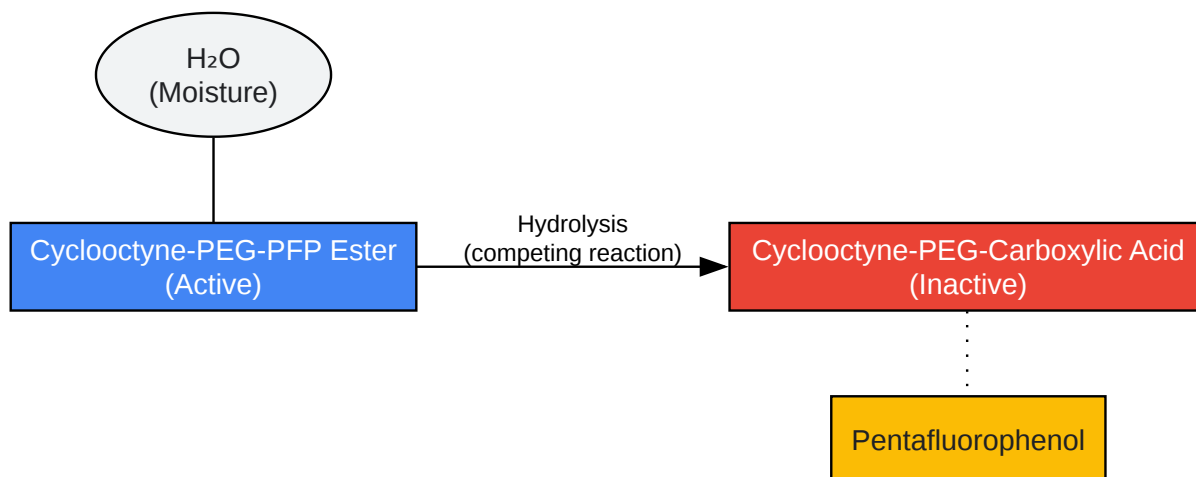 H₂O
(Moisture)
Cyclooctyne-PEG-PFP Ester
(Active)
Hydrolysis
(competing reaction)
Cyclooctyne-PEG-Carboxylic Acid
(Inactive)
Pentafluorophenol